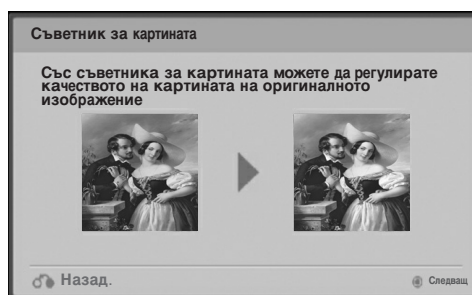 Съветник за картината
Със съветника за картината можете да регулирате
качеството на картината на оригиналното
изображение
Назад.
Следващ